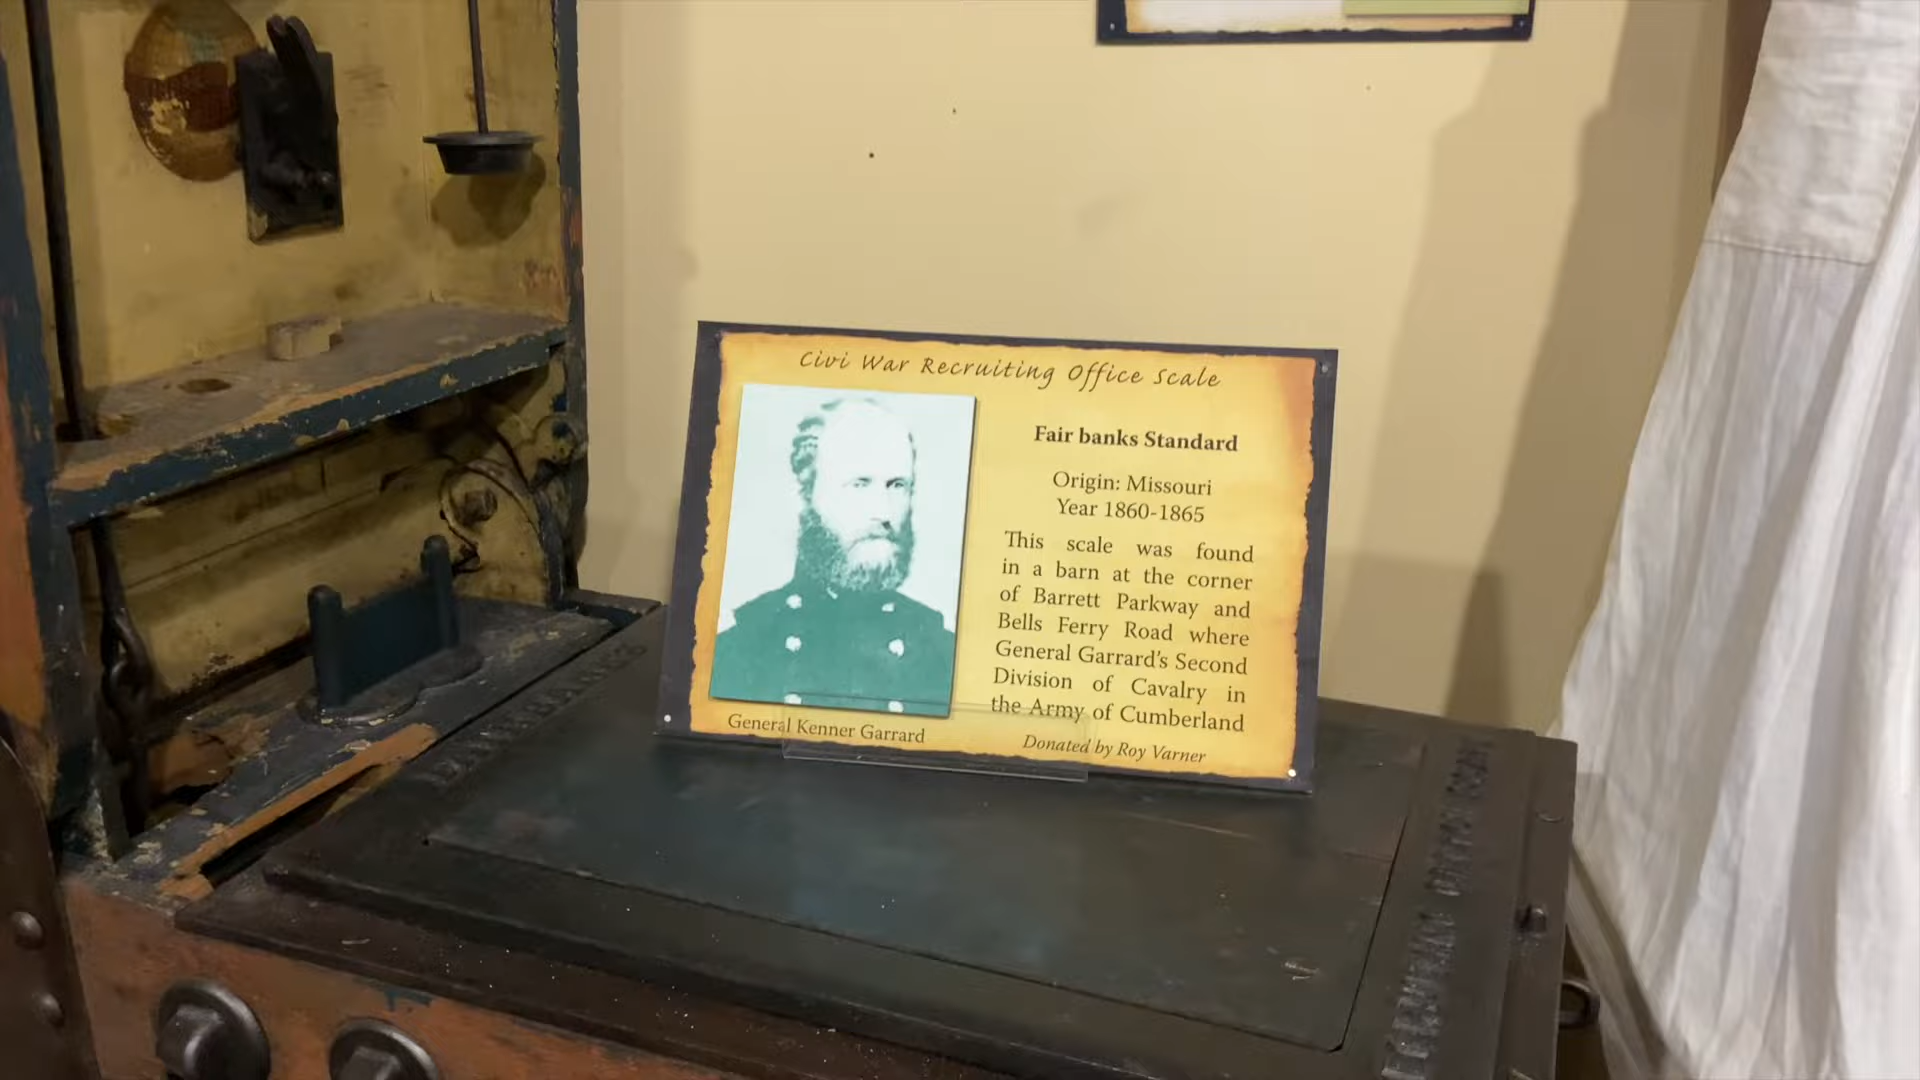 Civi War Recruiting Office Scale
Fair banks Standard
Origin: Missouri
Year 1860-1865
This scale was found
in a barn at the corner
of Barrett Parkway and
Bells Ferry Road where
General Garrard's Second
Division of Cavalry in
the Army of Cumberland
General Kenner Garrard
Donated by Roy Varner